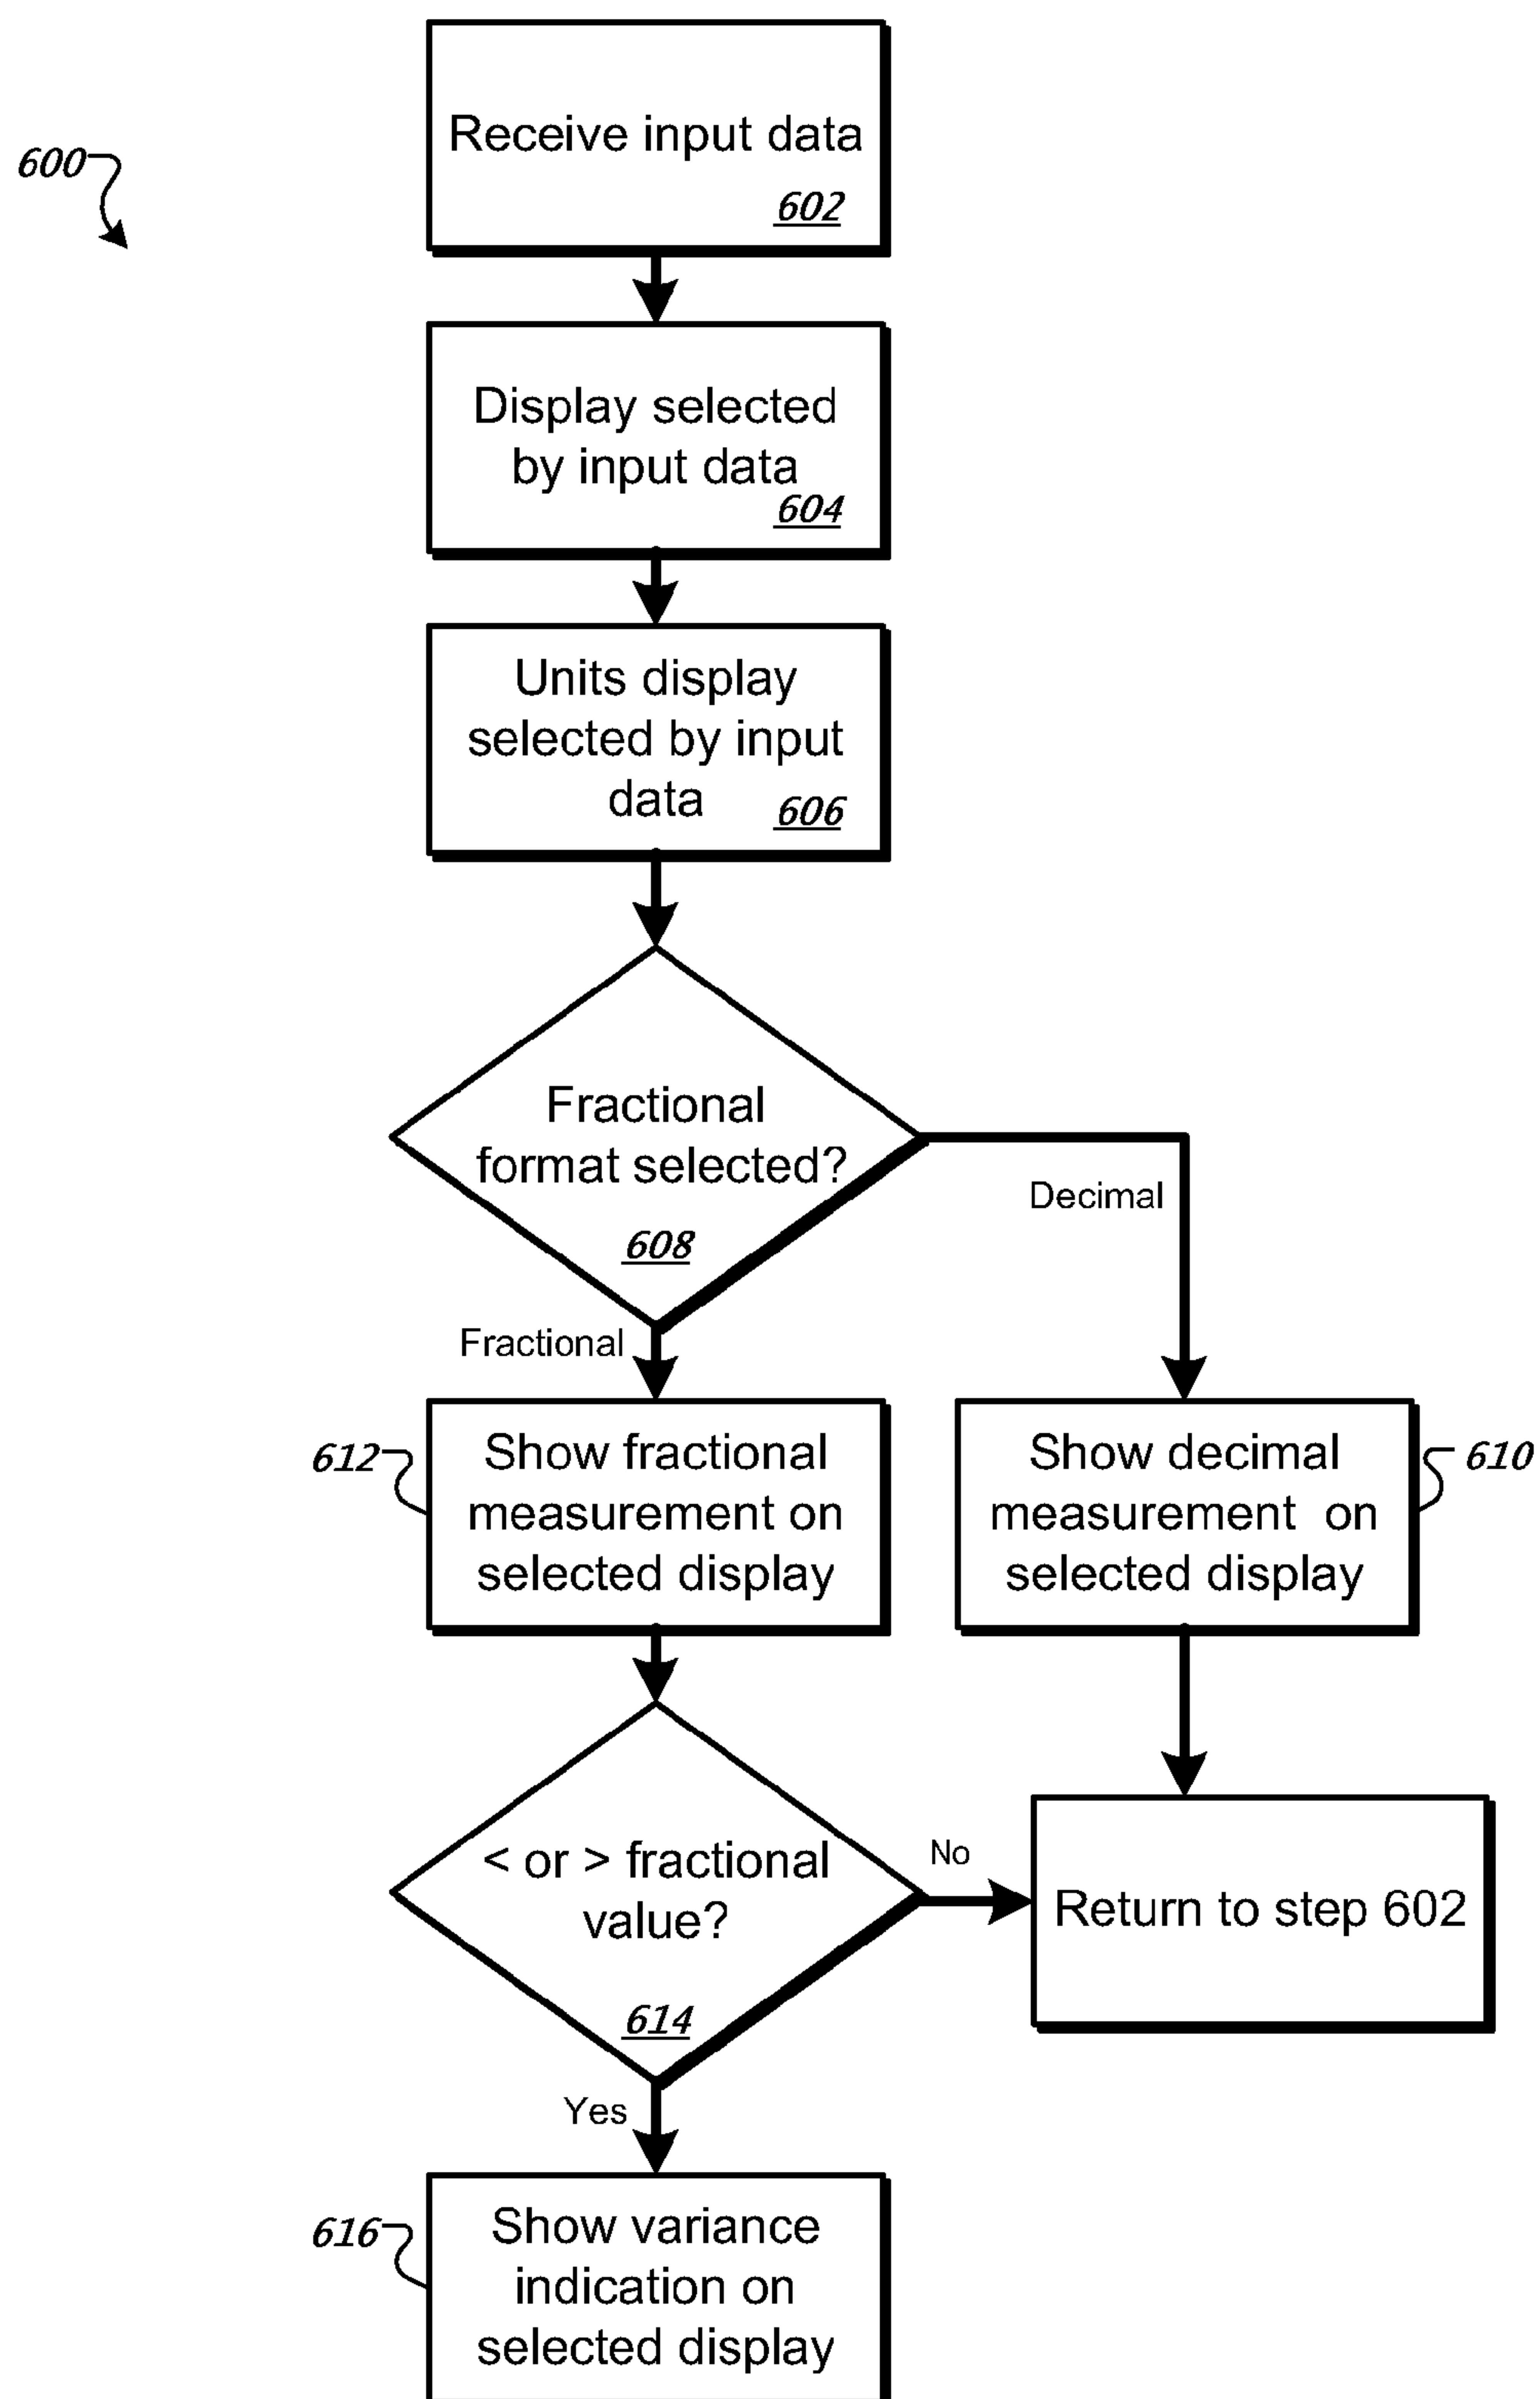 600
Receive input data
602
Display selected
by input data
604
Units display
selected by input
data
606
Fractional
format selected?
608
Decimal
Fractional
612
Show fractional
measurement on
selected display
Show decimal
measurement on
selected display
610
< or > fractional
value?
614
No
Return to step 602
Yes
616
Show variance
indication on
selected display